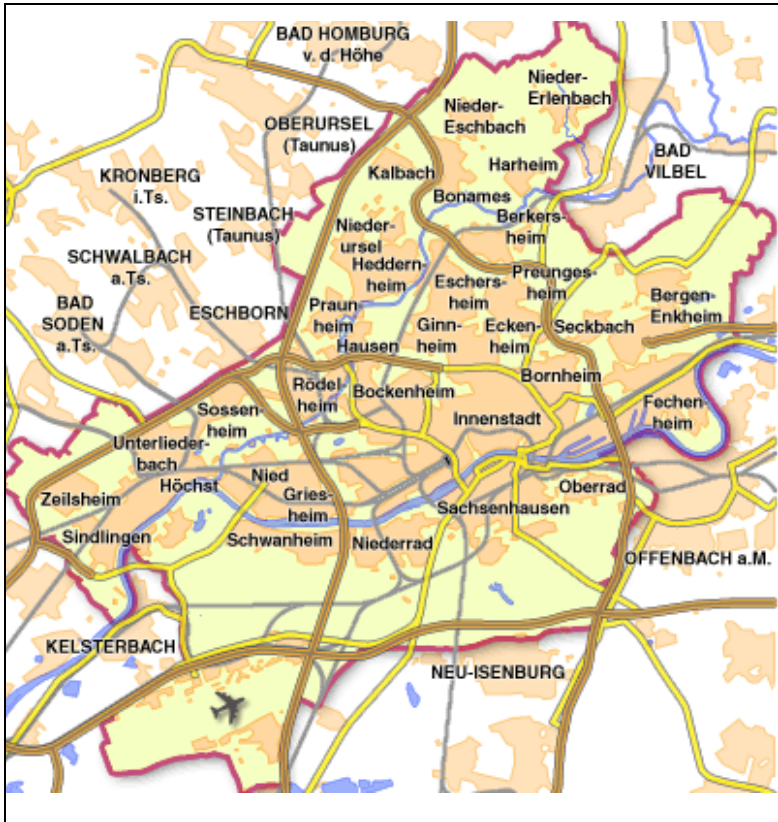 BAD HOMBURG
v. d. Höhe
Nieder-
Erlenbach
Nieder-
Eschbach
OBERURSEL
(Taunus)
BAD
VILBEL
Harheim
Kalbach
KRONBERG
i.Ts.
Bonames
STEINBACH
(Taunus)
Berkers-
heim
Nieder-
ursel
SCHWALBACH
a.Ts.
Heddern-
heim
Preunges-
heim
Eschers-
heim
BAD
SODEN
a.Ts.
ESCHBORN
Praun-
heim
Bergen-
Enkheim
Ginn-
heim
Ecken-
heim
Seckbach
Hausen
Bornheim
Rödel-
heim
Bockenheim
Sossen-
heim
Innenstadt
Fechen-
heim
Unterlieder-
bach
Nied
Höchst
Gries-
heim
Oberrad
Zeilsheim
Sachsenhausen
Sindlingen
Schwanheim
Niederrad
OFFENBACH a.M.
KELSTERBACH
NEU-ISENBURG